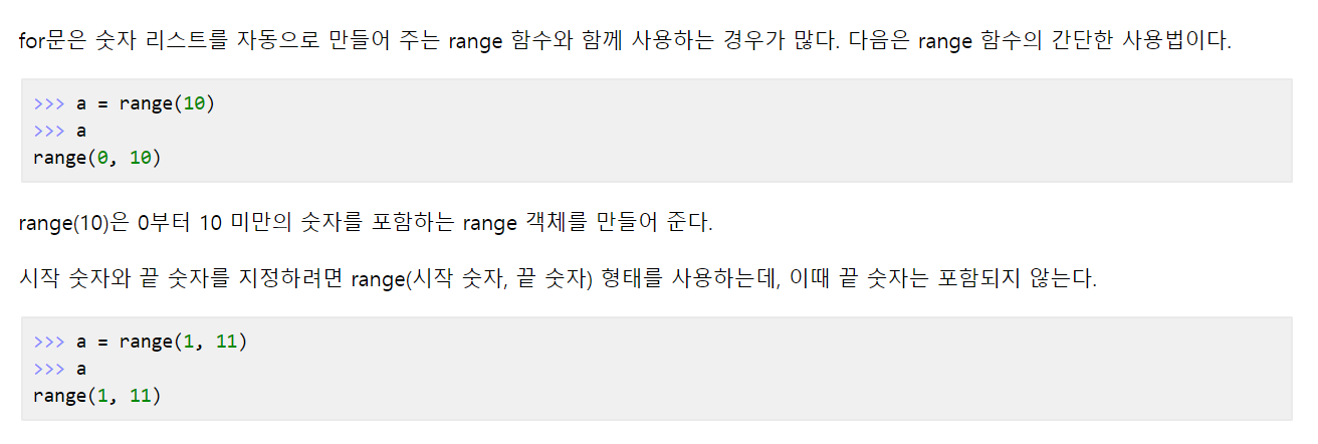 for문은 숫자 리스트를 자동으로 만들어 주는 range 함수와 함께 사용하는 경우가 많다. 다음은 range 함수의 간단한 사용법이다.
>>> a = range(10)
>>> a
range(0, 10)
range(10)은 0부터 10 미만의 숫자를 포함하는 range 객체를 만들어 준다.
시작 숫자와 끝 숫자를 지정하려면 range(시작 숫자, 끝 숫자) 형태를 사용하는데, 이때 끝 숫자는 포함되지 않는다.
>>> a = range(1, 11)
>>> a
range(1, 11)